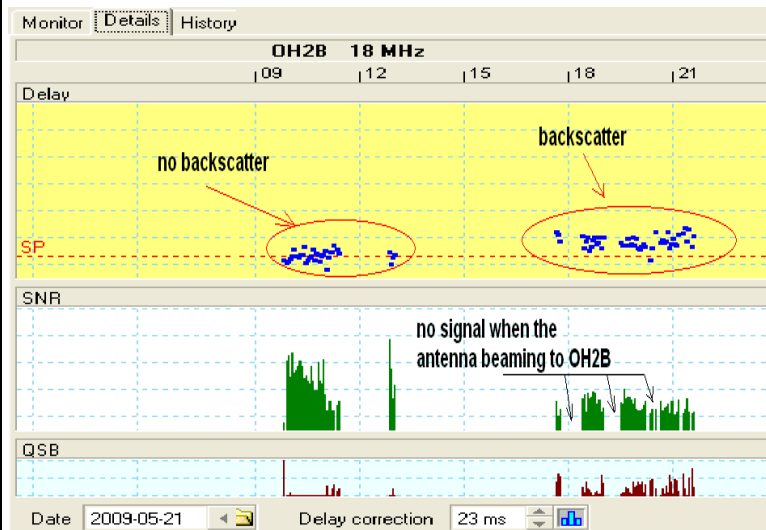 Monitor Details History
OH2B 18 MHz
09 12 15 18 21
Delay
no backscatter
backscatter
SP
SNR
no signal when the
antenna beaming to OH2B
QSB
Date 2009-05-21 Delay correction 23 ms